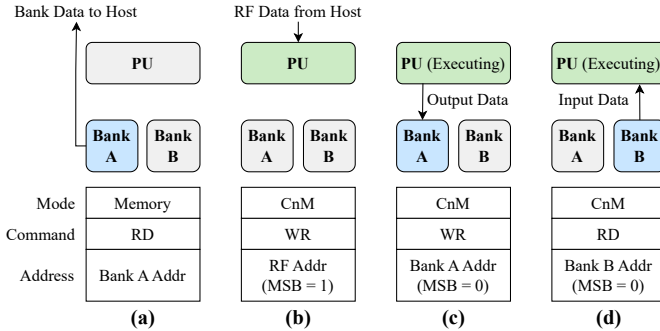 Bank Data to Host
RF Data from Host
PU
PU
PU (Executing)
PU (Executing)
Output Data
Input Data
Bank A
Bank B
Bank A
Bank B
Bank A
Bank B
Bank A
Bank B
Mode
Memory
CnM
CnM
CnM
Command
RD
WR
WR
RD
Address
Bank A Addr
RF Addr
(MSB = 1)
Bank A Addr
(MSB = 0)
Bank B Addr
(MSB = 0)
(a)
(b)
(c)
(d)